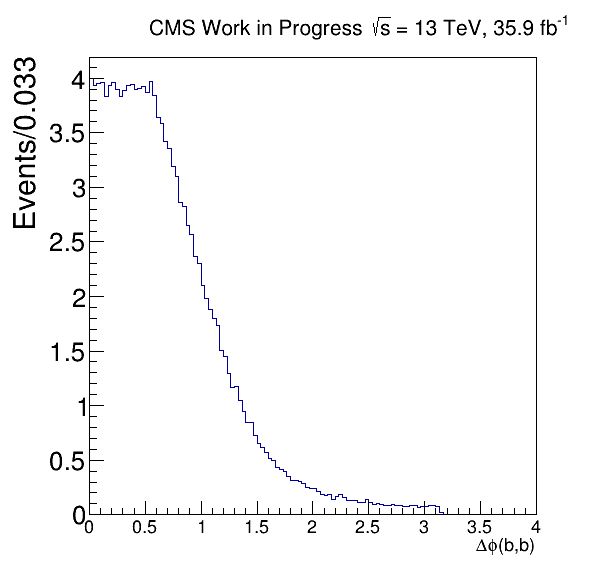 CMS Work in Progress √s = 13 TeV, 35.9 fb⁻¹
Events/0.033
4
3.5
3
2.5
2
1.5
1
0.5
0
0 0.5 1 1.5 2 2.5 3 3.5 4
Δϕ(b,b)